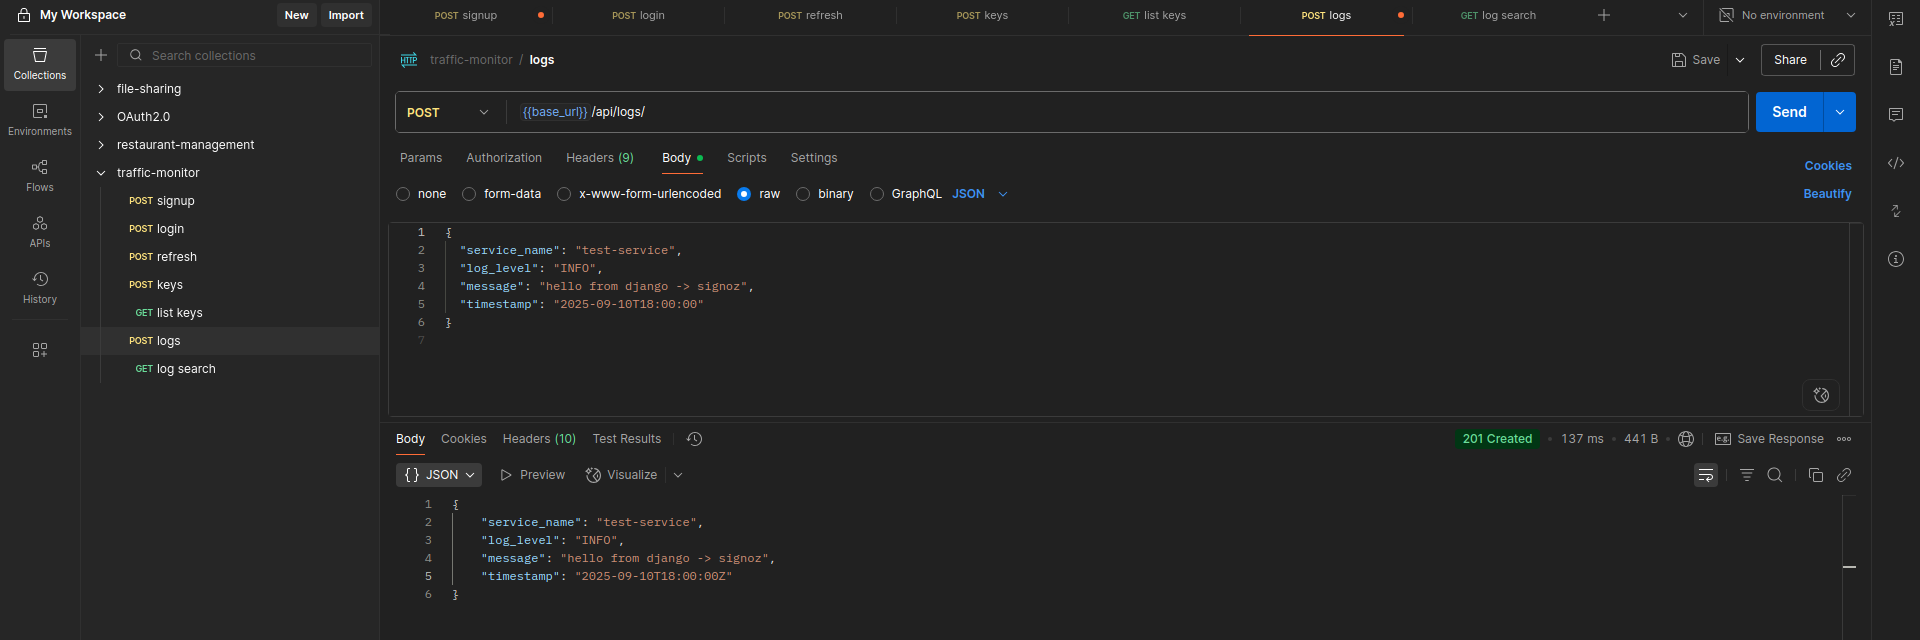 My Workspace
New
Import
POST signup
POST login
POST refresh
POST keys
GET list keys
POST logs
GET log search
No environment
Collections
Environments
Flows
APIs
History
Search collections
file-sharing
OAuth2.0
restaurant-management
traffic-monitor
POST signup
POST login
POST refresh
POST keys
GET list keys
POST logs
GET log search
HTTP traffic-monitor / logs
Save
Share
POST
{{base_url}} /api/logs/
Send
Params
Authorization
Headers (9)
Body
Scripts
Settings
Cookies
none
form-data
x-www-form-urlencoded
raw
binary
GraphQL
JSON
Beautify
1 {
2 "service_name": "test-service",
3 "log_level": "INFO",
4 "message": "hello from django -> signoz",
5 "timestamp": "2025-09-10T18:00:00"
6 }
7
Body
Cookies
Headers (10)
Test Results
201 Created
137 ms
441 B
e.g. Save Response
{} JSON
Preview
Visualize
1 {
2 "service_name": "test-service",
3 "log_level": "INFO",
4 "message": "hello from django -> signoz",
5 "timestamp": "2025-09-10T18:00:00Z"
6 }